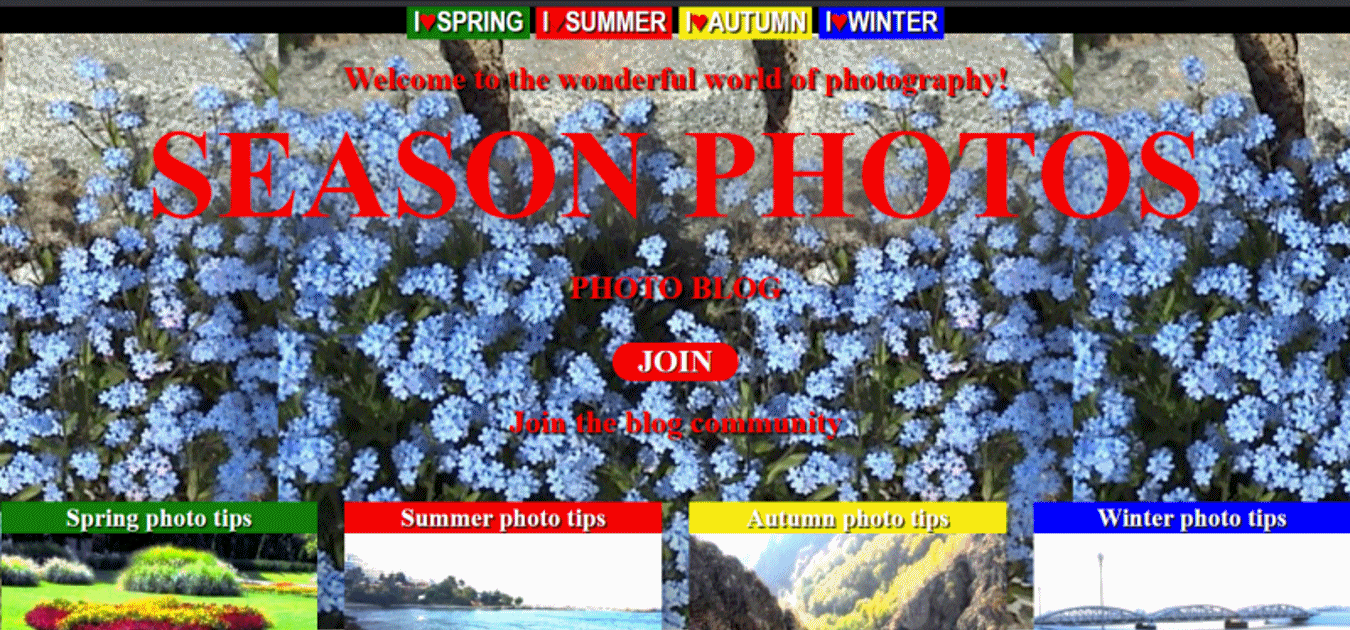 I♥SPRING I♥SUMMER I♥AUTUMN I♥WINTER
Welcome to the wonderful world of photography!
SEASON PHOTOS
PHOTO BLOG
JOIN
Join the blog community
Spring photo tips Summer photo tips Autumn photo tips Winter photo tips